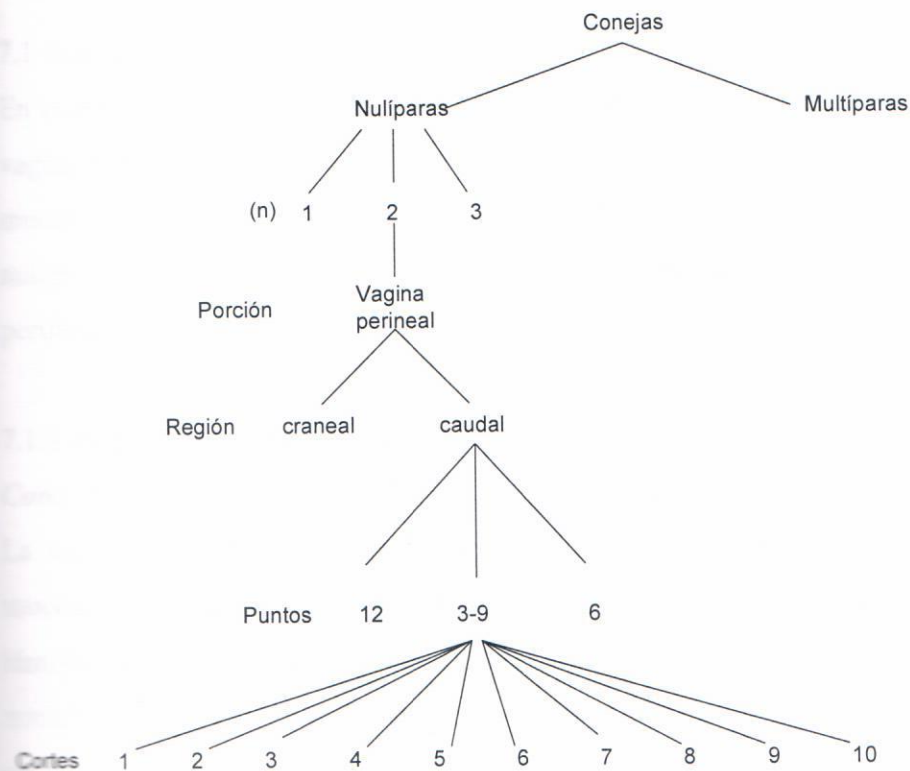 Conejas
Nulíparas Multíparas
(n) 1 2 3
Porción Vagina
perineal
Región craneal caudal
Puntos 12 3-9 6
Cortes 1 2 3 4 5 6 7 8 9 10